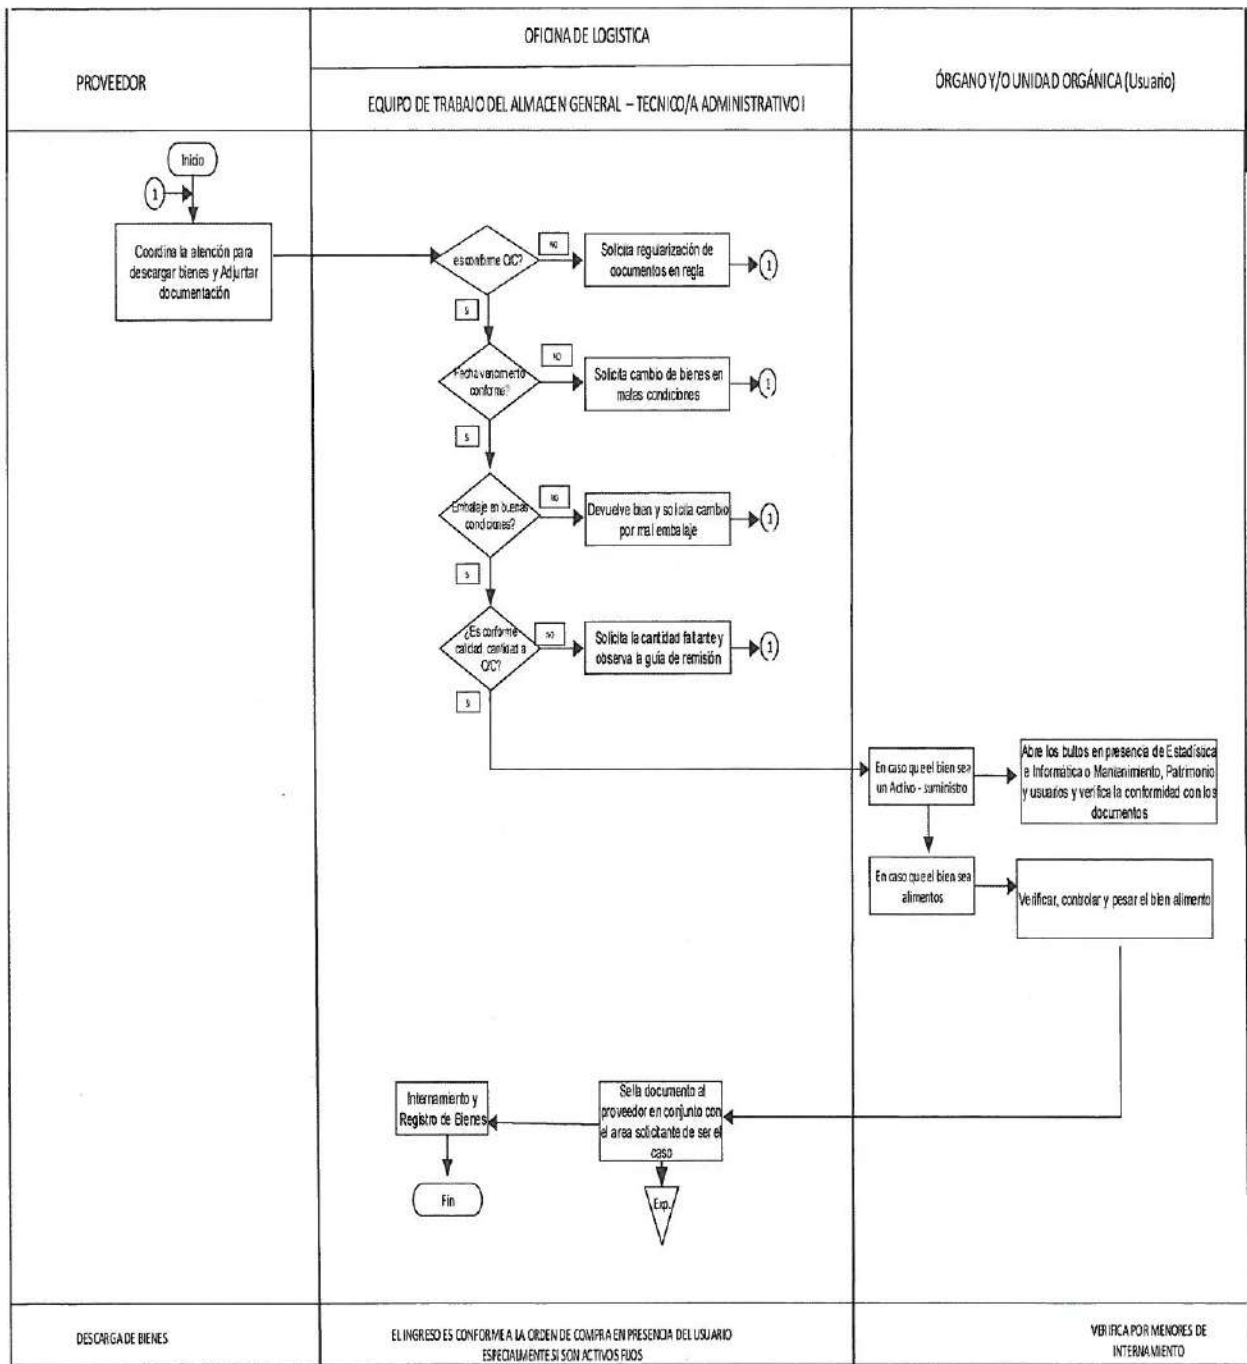 OFICINA DE LOGISTICA
PROVEEDOR
ÓRGANO Y/O UNIDAD ORGÁNICA (Usuario)
EQUIPO DE TRABAJO DEL ALMACEN GENERAL – TECNICO/A ADMINISTRATIVO I
Inicio
1
Coordina la atención para
descargar bienes y Adjuntar
documentación
es conforme O/C?
no
Solicita regularización de
documentos en regla
1
si
Fecha vencimiento
conforme?
NO
Solicita cambio de bienes en
malas condiciones
1
si
Embalaje en buenas
condiciones?
no
Devuelve bien y solicita cambio
por mal embalaje
1
si
¿Es conforme
calidad, cantidad a
O/C?
no
Solicita la cantidad faltante y
observa la guía de remisión
1
si
En caso que el bien sea
un Activo - suministro
Abre los bultos en presencia de Estadística
e Informática o Mantenimiento, Patrimonio
y usuarios y verifica la conformidad con los
documentos
En caso que el bien sea
alimentos
Verificar, controlar y pesar el bien alimento
Internamiento y
Registro de Bienes
Sella documento al
proveedor en conjunto con
el area solicitante de ser el
caso
Fin
Exp.
DESCARGA DE BIENES
EL INGRESO ES CONFORME A LA ORDEN DE COMPRA EN PRESENCIA DEL USUARIO
ESPECIALMENTE SI SON ACTIVOS FIJOS
VERIFICA POR MENORES DE
INTERNAMIENTO